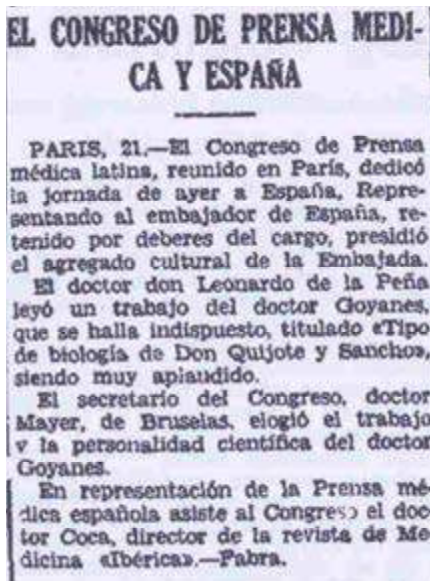 EL CONGRESO DE PRENSA MEDI-
CA Y ESPAÑA
PARIS, 21.—El Congreso de Prensa
médica latina, reunido en París, dedicó
la jornada de ayer a España, Repre-
sentando al embajador de España, re-
tenido por deberes del cargo, presidió
el agregado cultural de la Embajada.
El doctor don Leonardo de la Peña
leyó un trabajo del doctor Goyanes,
que se halla indispuesto, titulado «Tipo
de biología de Don Quijote y Sancho»,
siendo muy aplaudido.
El secretario del Congreso, doctor
Mayer, de Bruselas, elogió el trabajo
y la personalidad científica del doctor
Goyanes.
En representación de la Prensa mé-
dica española asiste al Congreso el doc
tor Coca, director de la revista de Me
dicina «Ibérica».—Fabra.